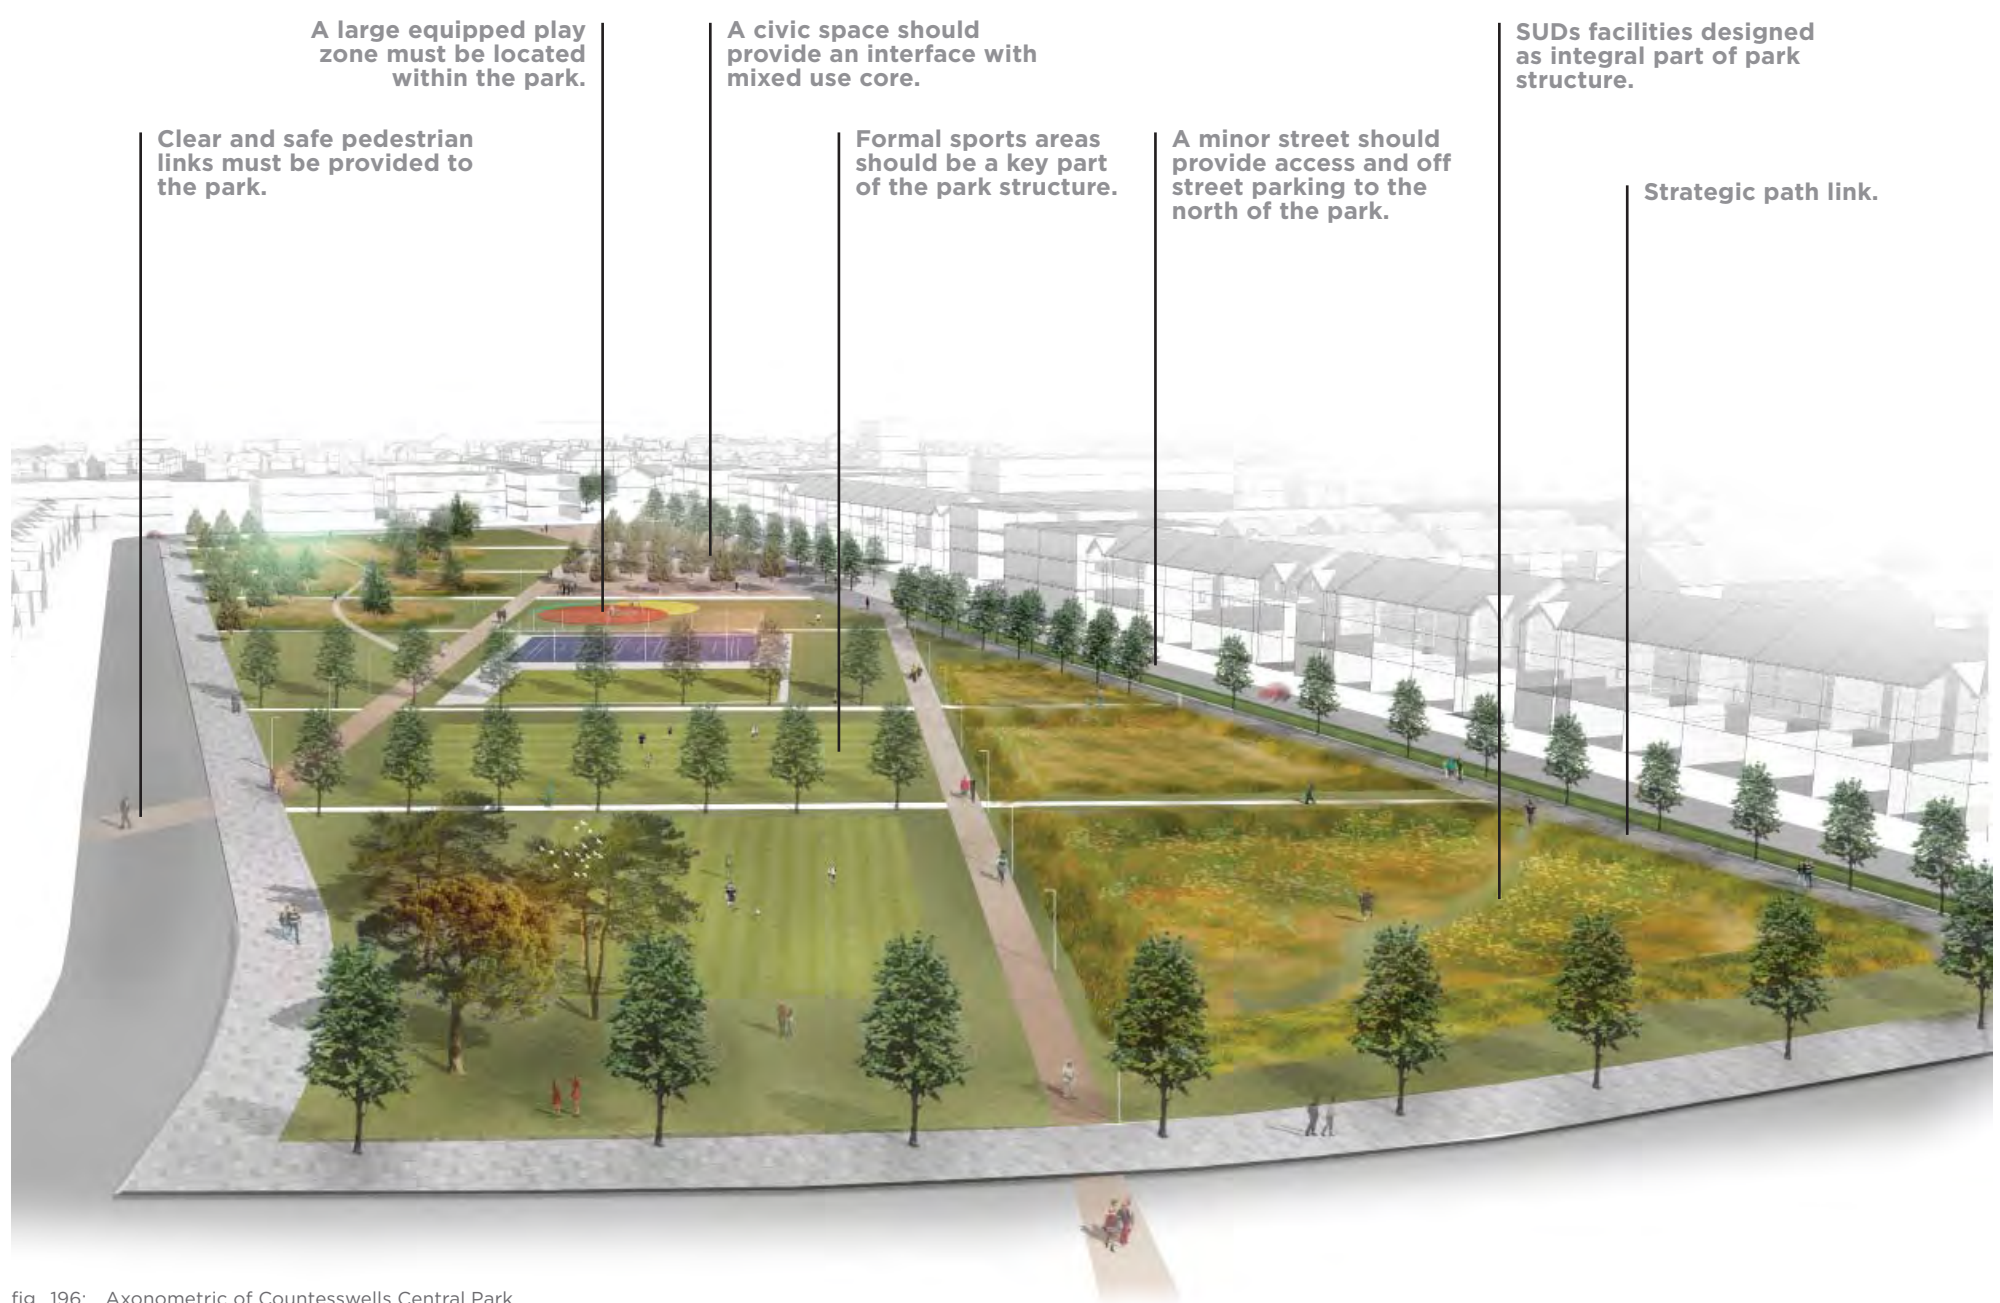 A large equipped play
zone must be located
within the park.
A civic space should
provide an interface with
mixed use core.
SUDs facilities designed
as integral part of park
structure.
Clear and safe pedestrian
links must be provided to
the park.
Formal sports areas
should be a key part
of the park structure.
A minor street should
provide access and off
street parking to the
north of the park.
Strategic path link.
fig. 196: Axonometric of Countesswells Central Park